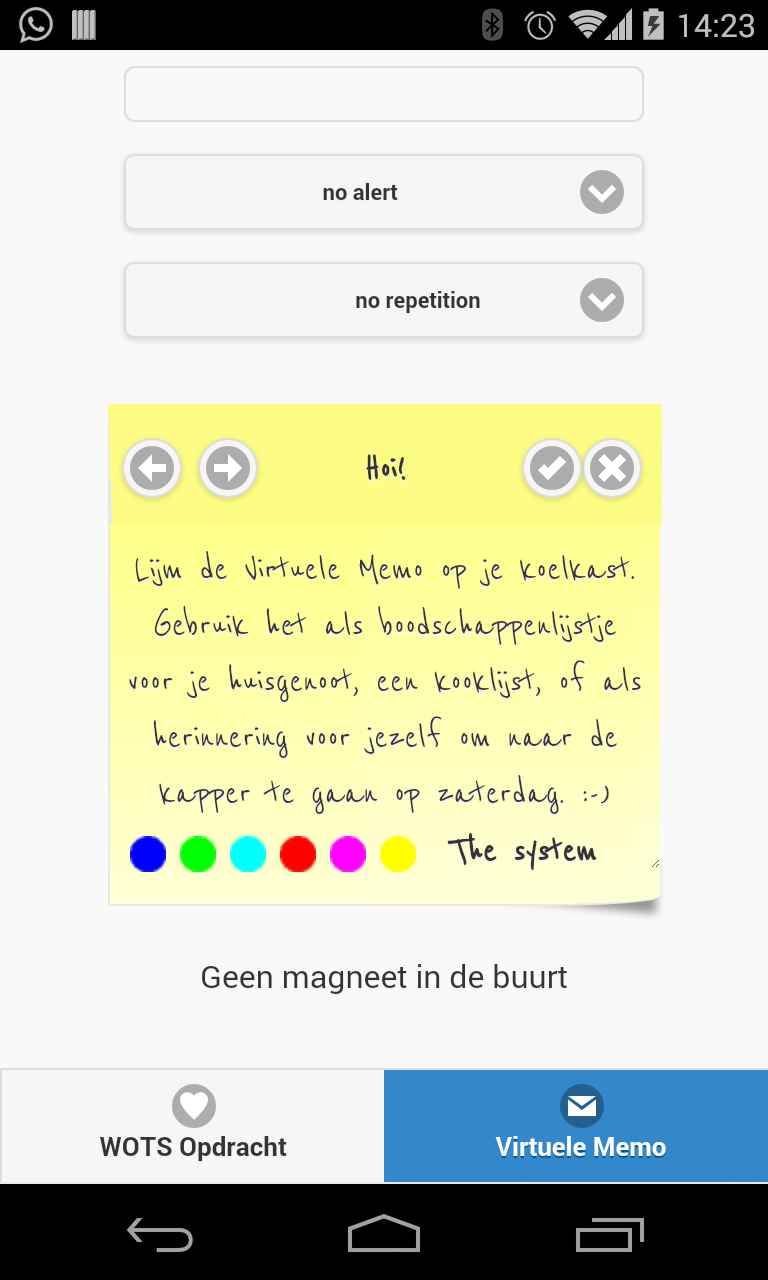 14:23
no alert
no repetition
Hoi!
Lijm de Virtuele Memo op je koelkast.
Gebruik het als boodschappenlijstje
voor je huisgenoot, een kooklijst, of als
herinnering voor jezelf om naar de
kapper te gaan op zaterdag. :-)
The system
Geen magneet in de buurt
WOTS Opdracht
Virtuele Memo